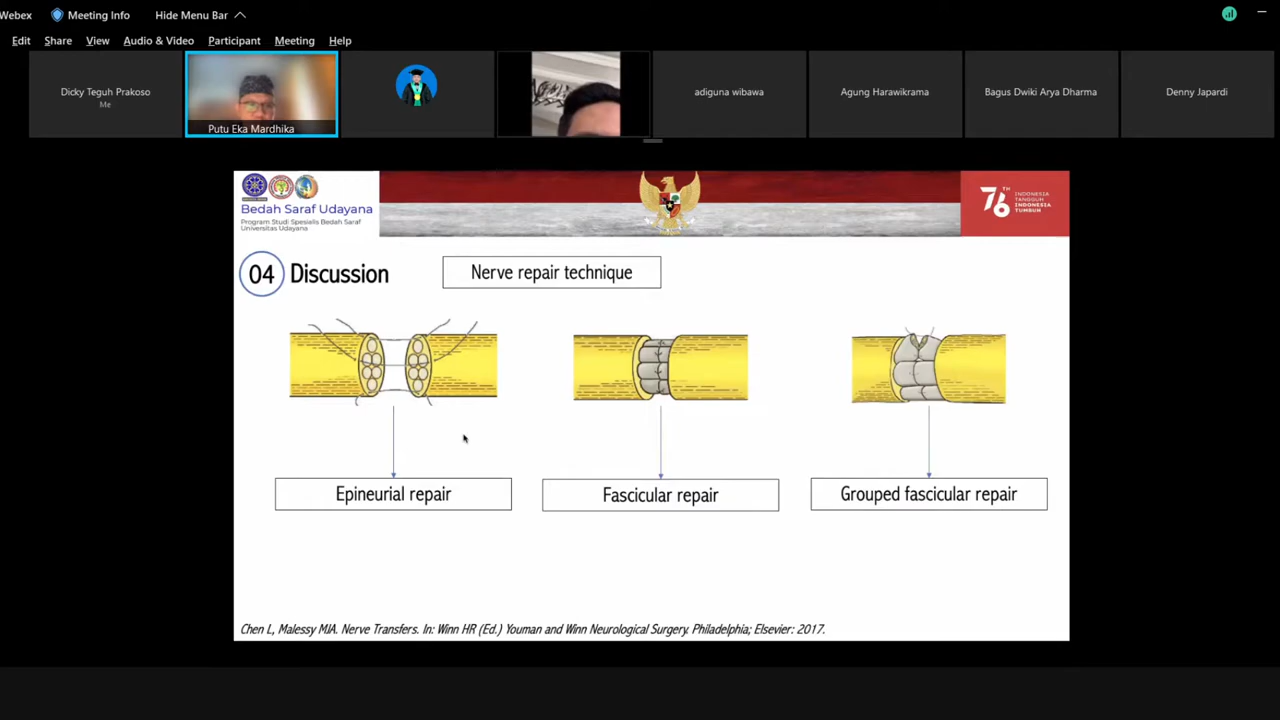 Webex
Meeting Info
Hide Menu Bar
Edit
Share
View
Audio & Video
Participant
Meeting
Help
Dicky Teguh Prakoso
Me
Putu Eka Mardhika
adiguna wibawa
Agung Harawikrama
Bagus Dwiki Arya Dharma
Denny Japardi
Bedah Saraf Udayana
Program Studi Spesialis Bedah Saraf
Universitas Udayana
76TH
INDONESIA
TANGGUH
INDONESIA
TUMBUH
04
Discussion
Nerve repair technique
Epineurial repair
Fascicular repair
Grouped fascicular repair
Chen L, Malessy MJA. Nerve Transfers. In: Winn HR (Ed.) Youman and Winn Neurological Surgery. Philadelphia; Elsevier: 2017.